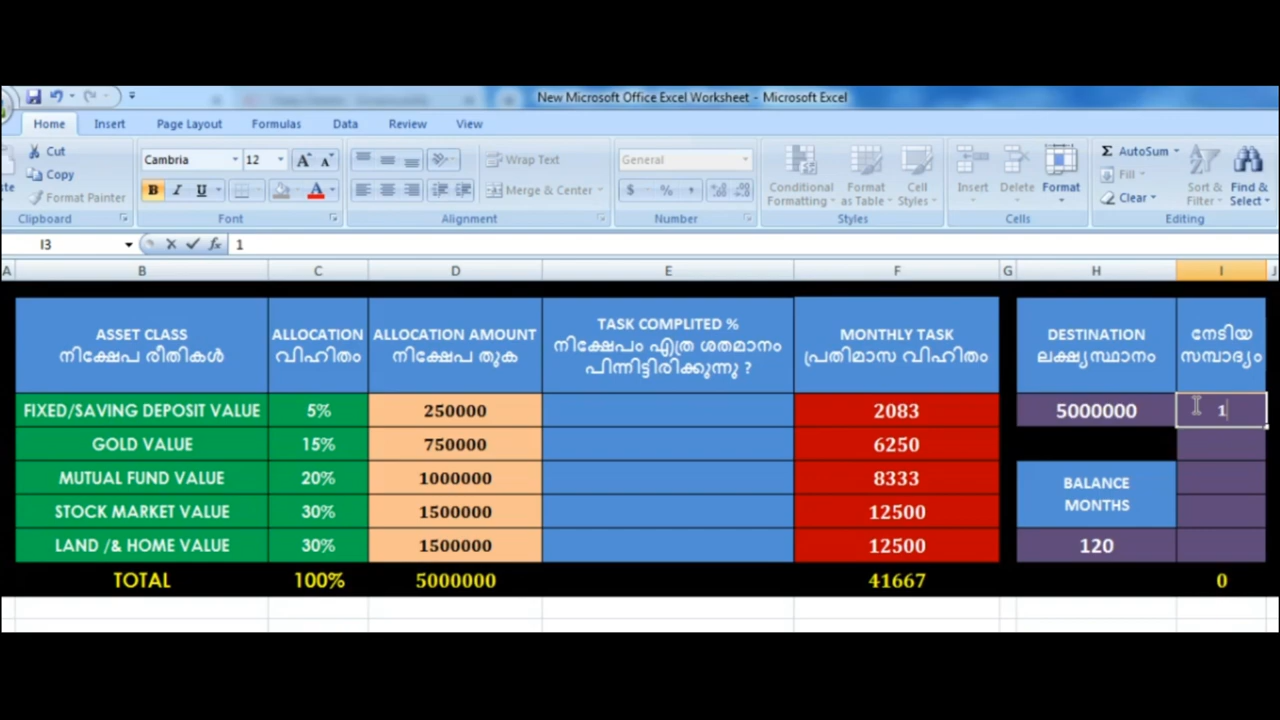 New Microsoft Office Excel Worksheet - Microsoft Excel
Home Insert Page Layout Formulas Data Review View
Cut
Copy
Format Painter
Clipboard
Cambria 12
B I U
Font
Wrap Text
Merge & Center
Alignment
General
$ % ,
Number
Conditional Formatting
Format as Table
Cell Styles
Styles
Insert Delete Format
Cells
Σ AutoSum
Fill
Clear
Sort & Filter
Find & Select
Editing
I3 fx 1
A B C D E F G H I J
ASSET CLASS
നിക്ഷേപ രീതികൾ
ALLOCATION
വിഹിതം
ALLOCATION AMOUNT
നിക്ഷേപ തുക
TASK COMPLITED %
നിക്ഷേപം എത്ര ശതമാനം
പിന്നിട്ടിരിക്കുന്നു ?
MONTHLY TASK
പ്രതിമാസ വിഹിതം
DESTINATION
ലക്ഷ്യസ്ഥാനം
നേടിയ
സമ്പാദ്യം
FIXED/SAVING DEPOSIT VALUE 5% 250000 2083 5000000 1
GOLD VALUE 15% 750000 6250
MUTUAL FUND VALUE 20% 1000000 8333
BALANCE
MONTHS
STOCK MARKET VALUE 30% 1500000 12500
LAND /& HOME VALUE 30% 1500000 12500 120
TOTAL 100% 5000000 41667 0